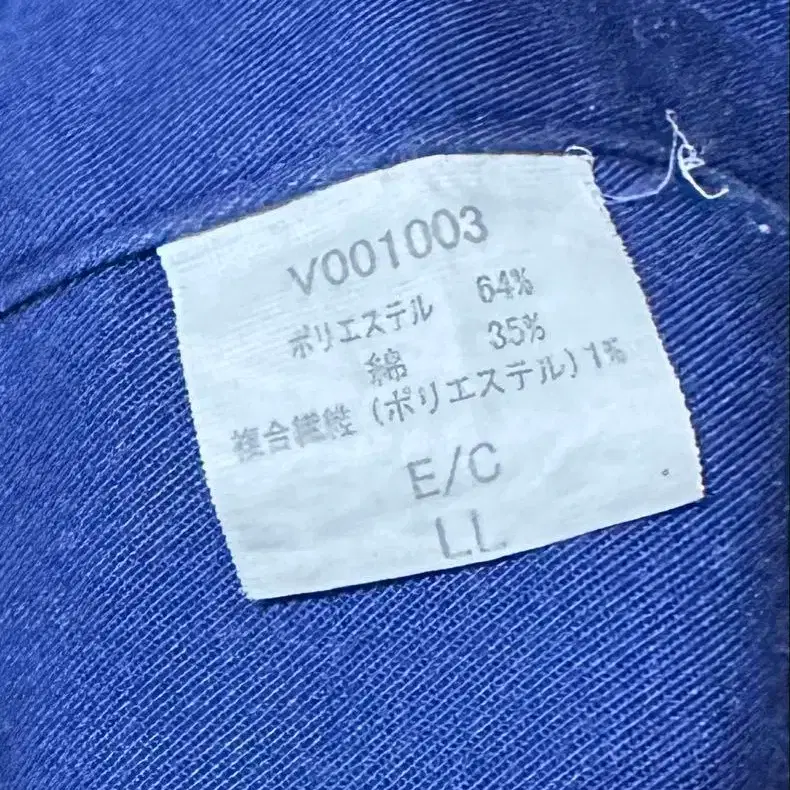 V001003
ポリエステル 64%
綿 35%
複合繊維 (ポリエステル) 1%
E/C
LL